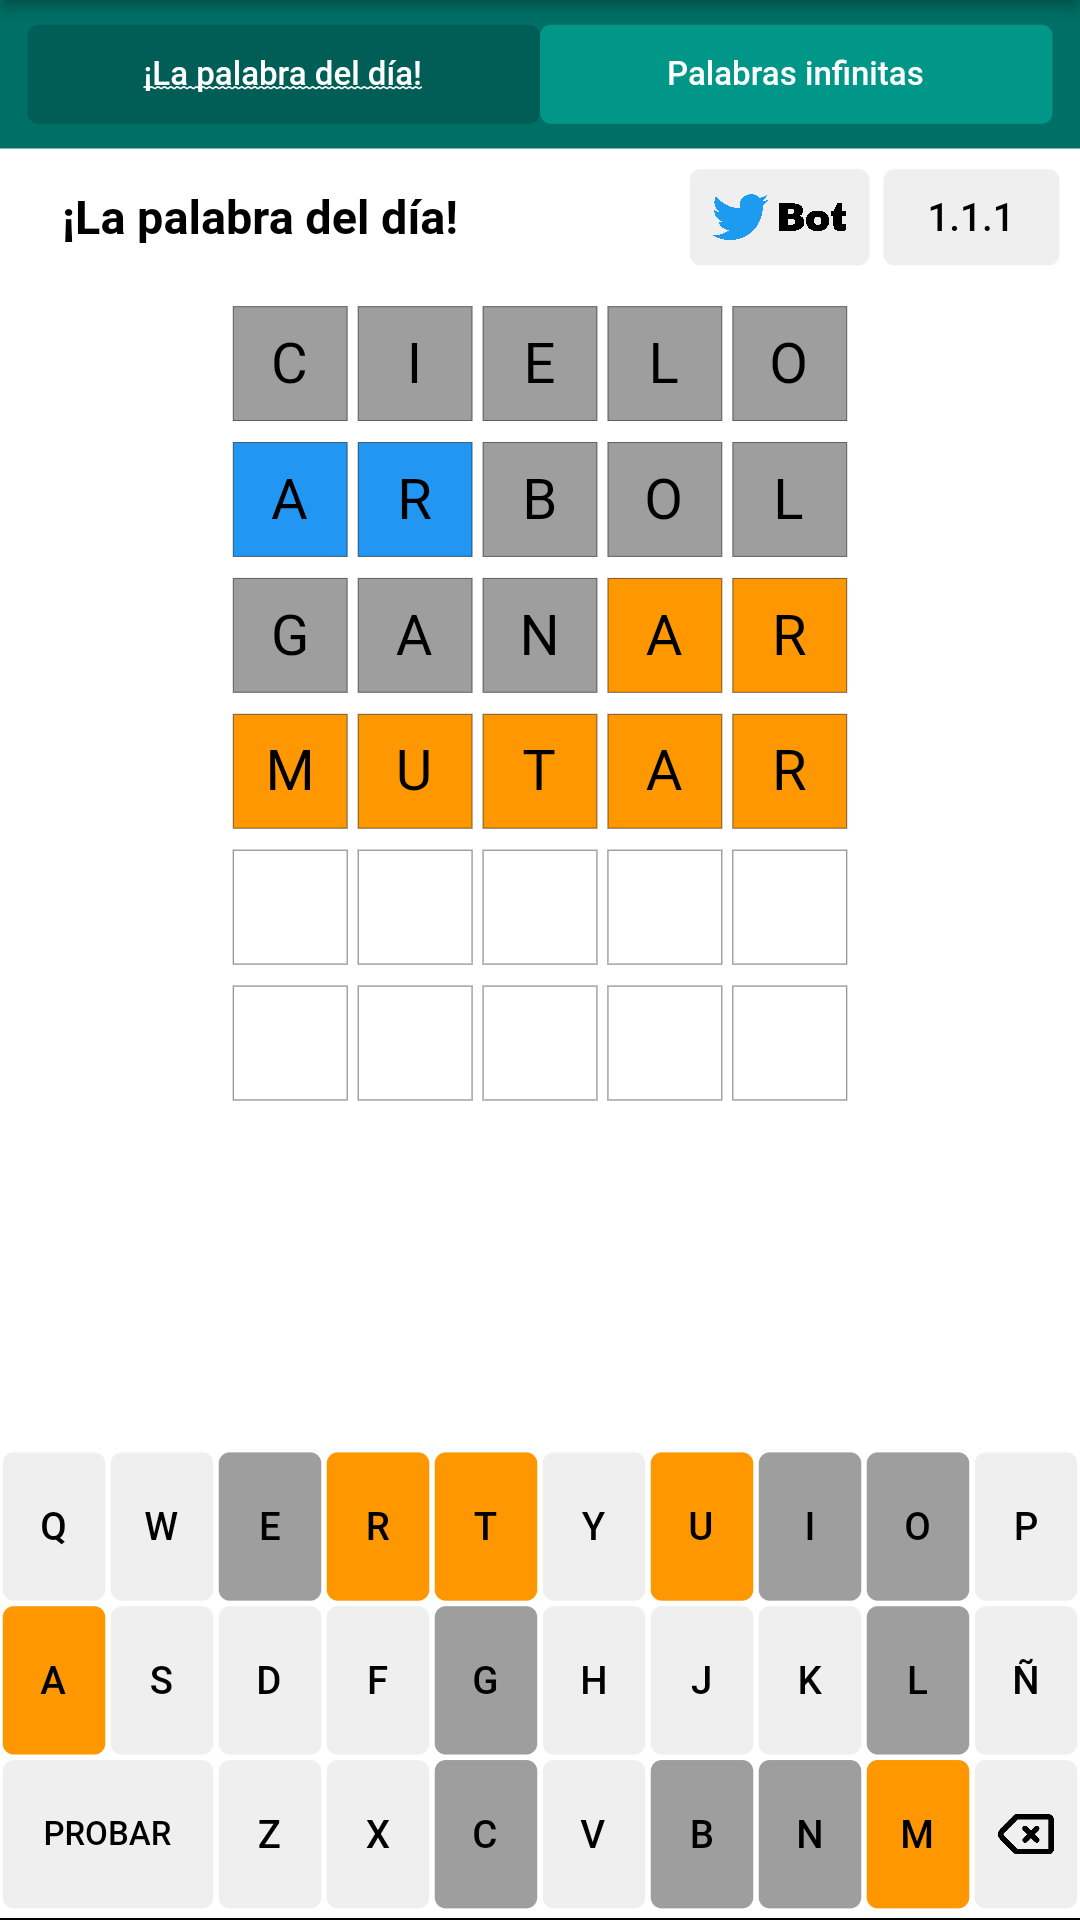 ¡La palabra del día! Palabras infinitas
¡La palabra del día! Bot 1.1.1
C I E L O
A R B O L
G A N A R
M U T A R
Q W E R T Y U I O P
A S D F G H J K L Ñ
PROBAR Z X C V B N M